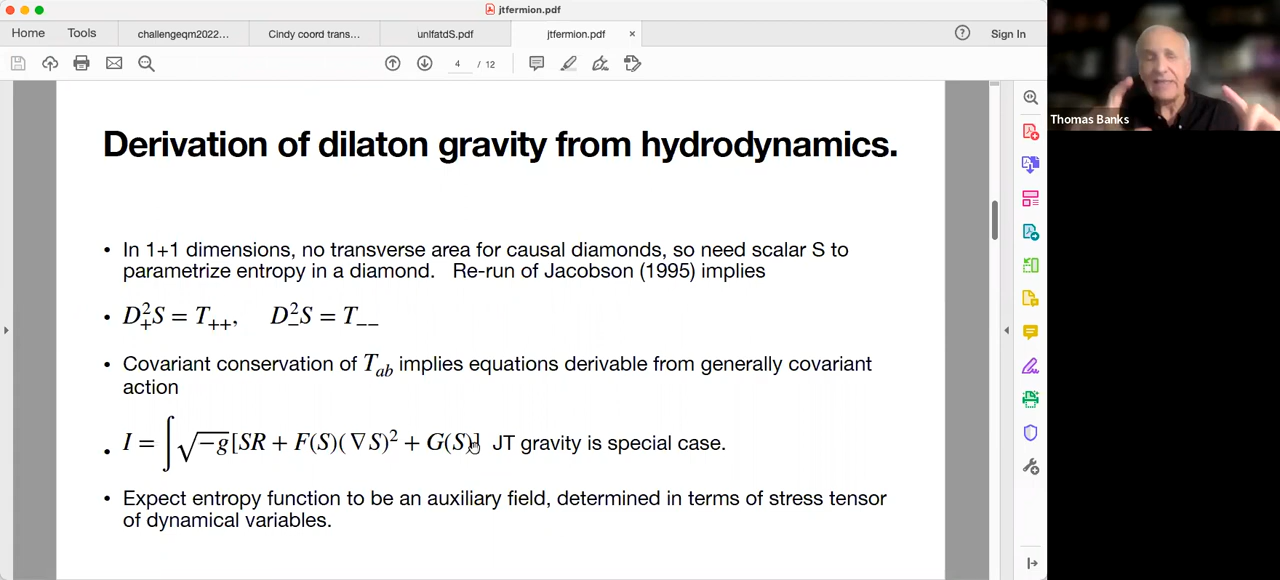 jtfermion.pdf
Home Tools challengeqm2022... Cindy coord trans... unifatdS.pdf jtfermion.pdf × ? Sign In
4 / 12
Thomas Banks
Derivation of dilaton gravity from hydrodynamics.
• In 1+1 dimensions, no transverse area for causal diamonds, so need scalar S to
parametrize entropy in a diamond. Re-run of Jacobson (1995) implies
• D₊²S = T₊₊, D₋²S = T₋₋
• Covariant conservation of T_ab implies equations derivable from generally covariant
action
• I = ∫ √−g[SR + F(S)(∇S)² + G(S)] JT gravity is special case.
• Expect entropy function to be an auxiliary field, determined in terms of stress tensor
of dynamical variables.